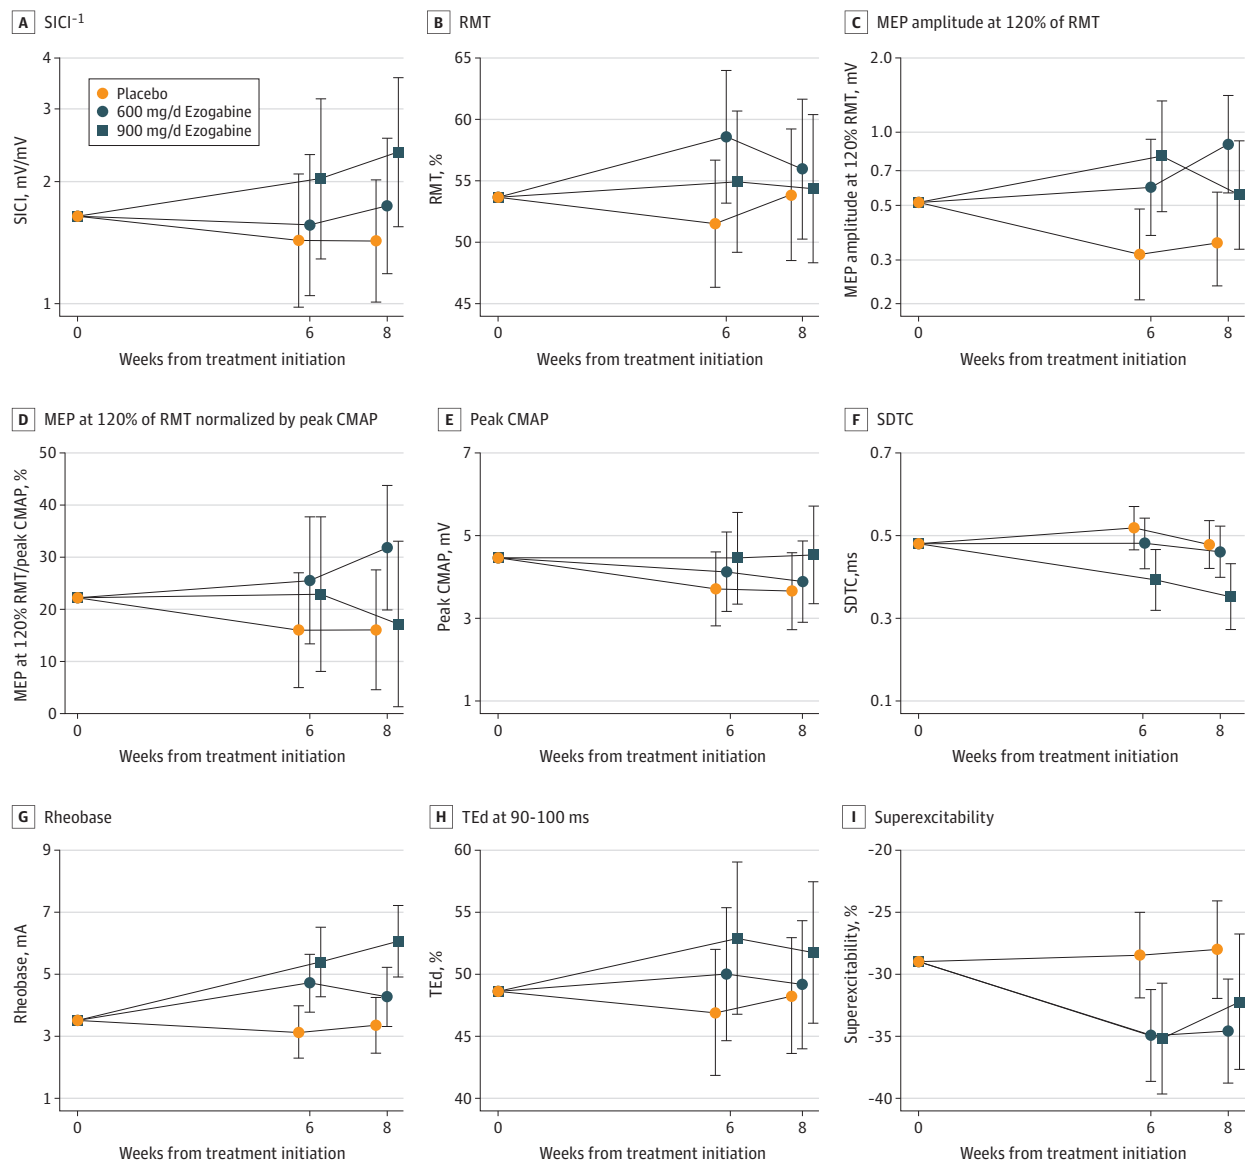 A SICI-1
SICI, mV/mV
4
3
2
1
Placebo
600 mg/d Ezogabine
900 mg/d Ezogabine
0 6 8
Weeks from treatment initiation
B RMT
RMT, %
65
60
55
50
45
0 6 8
Weeks from treatment initiation
C MEP amplitude at 120% of RMT
MEP amplitude at 120% RMT, mV
2.0
1.0
0.7
0.5
0.3
0.2
0 6 8
Weeks from treatment initiation
D MEP at 120% of RMT normalized by peak CMAP
MEP at 120% RMT/peak CMAP, %
50
40
30
20
10
0
0 6 8
Weeks from treatment initiation
E Peak CMAP
Peak CMAP, mV
7
5
3
1
0 6 8
Weeks from treatment initiation
F SDTC
SDTC,ms
0.7
0.5
0.3
0.1
0 6 8
Weeks from treatment initiation
G Rheobase
Rheobase, mA
9
7
5
3
1
0 6 8
Weeks from treatment initiation
H TEd at 90-100 ms
TEd, %
60
55
50
45
40
0 6 8
Weeks from treatment initiation
I Superexcitability
Superexcitability, %
-20
-25
-30
-35
-40
0 6 8
Weeks from treatment initiation